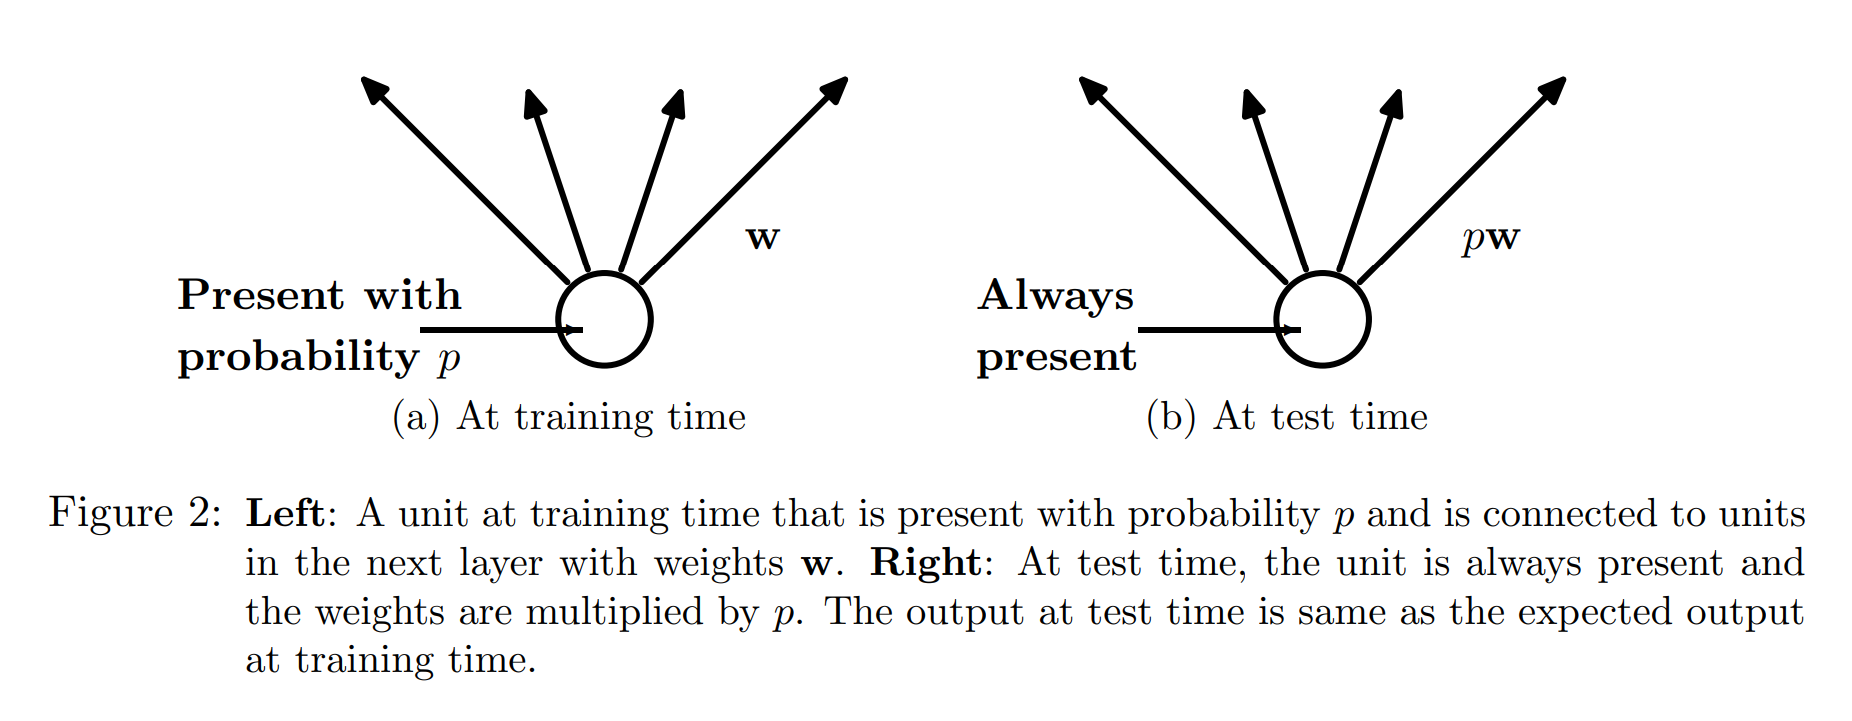 w
Present with
probability p
(a) At training time
pw
Always
present
(b) At test time
Figure 2: Left: A unit at training time that is present with probability p and is connected to units
in the next layer with weights w. Right: At test time, the unit is always present and
the weights are multiplied by p. The output at test time is same as the expected output
at training time.